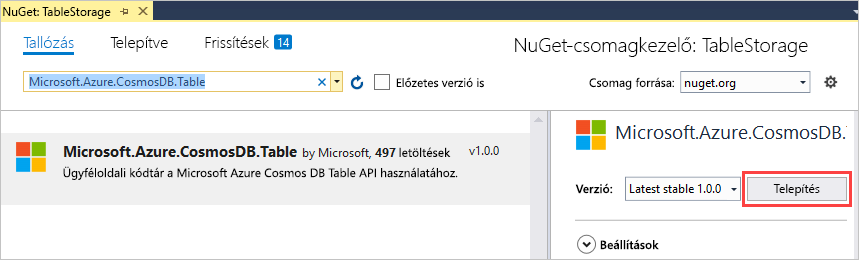 NuGet: TableStorage
Tallózás Telepítve Frissítések 14
NuGet-csomagkezelő: TableStorage
Microsoft.Azure.CosmosDB.Table
Előzetes verzió is
Csomag forrása: nuget.org
Microsoft.Azure.CosmosDB.Table by Microsoft, 497 letöltések v1.0.0
Ügyféloldali kódtár a Microsoft Azure Cosmos DB Table API használatához.
Microsoft.Azure.CosmosDB.
Verzió: Latest stable 1.0.0 Telepítés
Beállítások